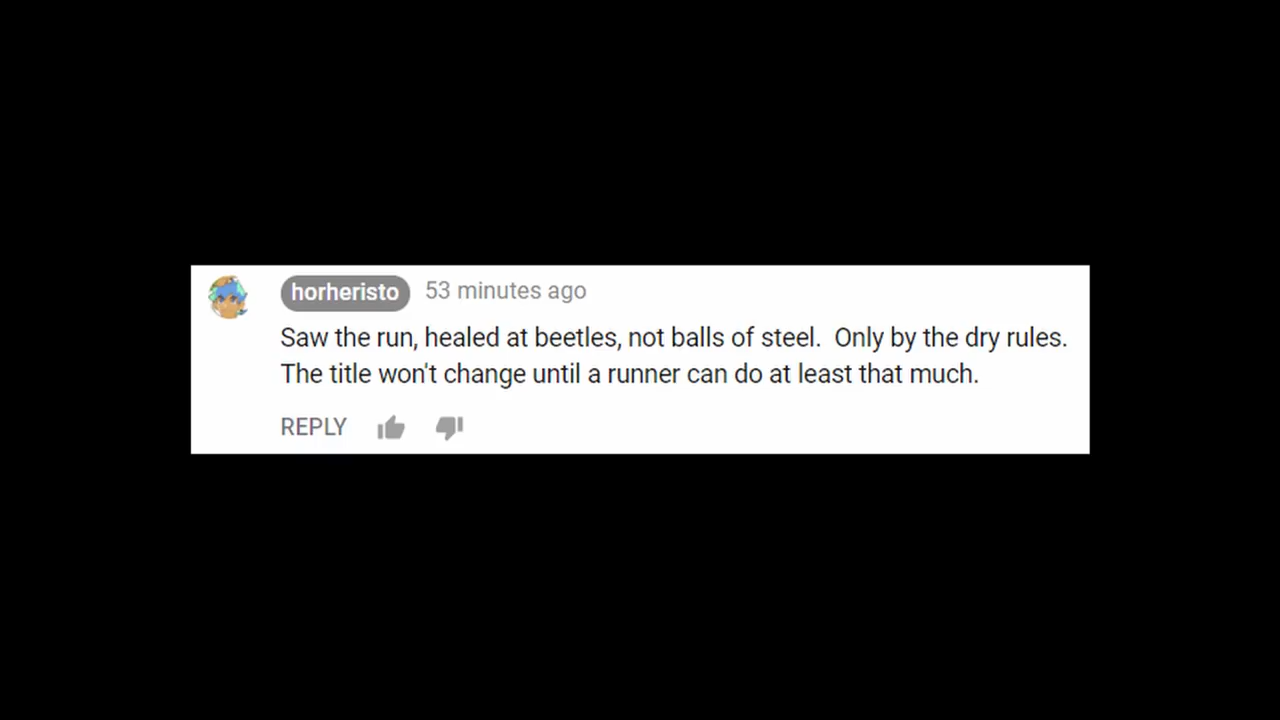 horheristo 53 minutes ago
Saw the run, healed at beetles, not balls of steel.  Only by the dry rules.
The title won't change until a runner can do at least that much.
REPLY